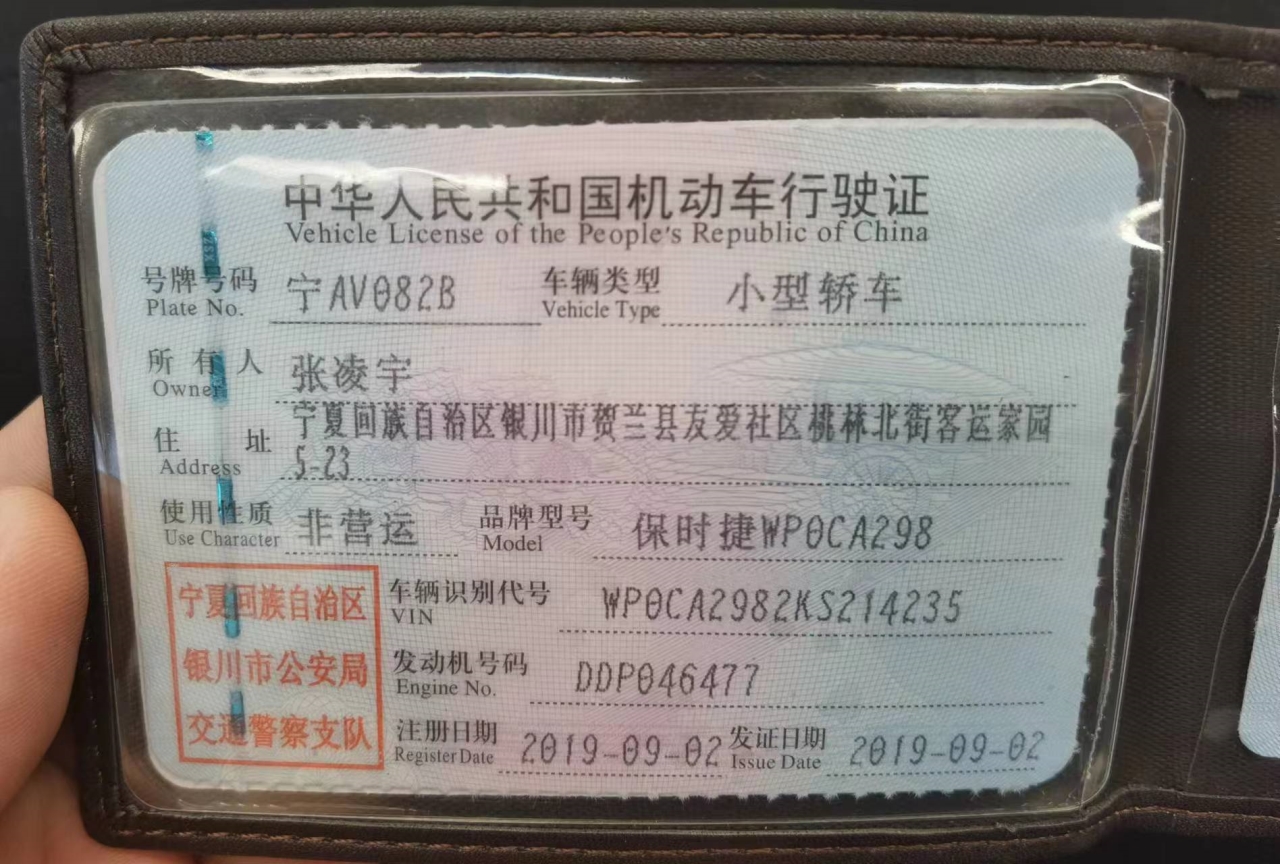 中华人民共和国机动车行驶证
Vehicle License of the People's Republic of China
号牌号码 宁AV082B 车辆类型 小型轿车
Plate No. Vehicle Type
所有人 张凌宇
Owner
住址 宁夏回族自治区银川市贺兰县友爱社区桃林北街客运家园
Address 5-23
使用性质 非营运 品牌型号 保时捷WP0CA298
Use Character Model
宁夏回族自治区 车辆识别代号 WP0CA2982KS214235
VIN
银川市公安局 发动机号码 DDP046477
Engine No.
交通警察支队 注册日期 2019-09-02 发证日期 2019-09-02
Register Date Issue Date